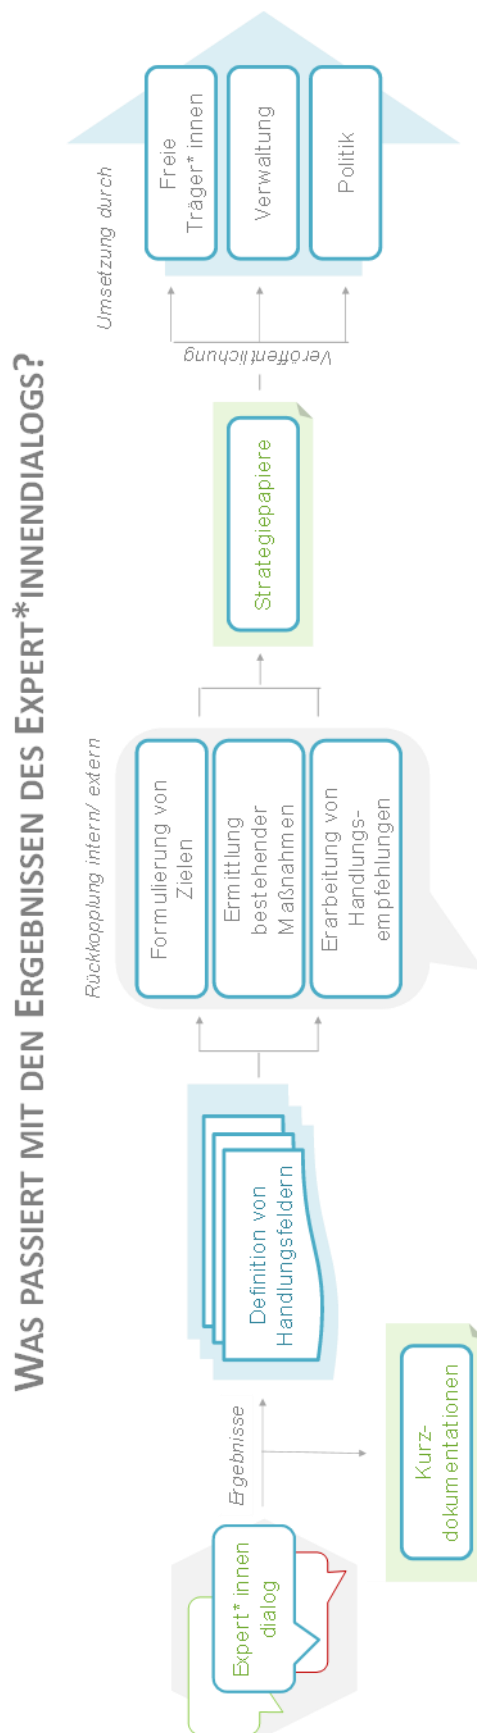 WAS PASSIERT MIT DEN ERGEBNISSEN DES EXPERT*INNENDIALOGS?
Expert* innen
dialog
Ergebnisse
Kurz-
dokumentationen
Definition von
Handlungsfeldern
Rückkopplung intern/ extern
Formulierung von
Zielen
Ermittlung
bestehender
Maßnahmen
Erarbeitung von
Handlungs-
empfehlungen
Strategiepapiere
Veröffentlichung
Umsetzung durch
Freie
Träger* innen
Verwaltung
Politik